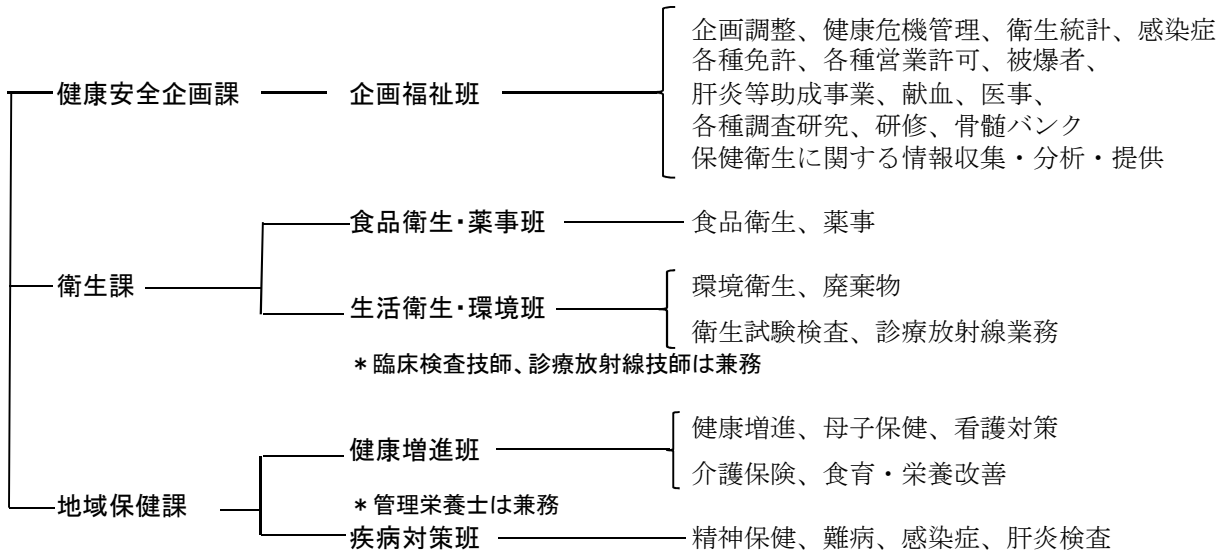 健康安全企画課
企画福祉班
企画調整、健康危機管理、衛生統計、感染症
各種免許、各種営業許可、被爆者、
肝炎等助成事業、献血、医事、
各種調査研究、研修、骨髄バンク
保健衛生に関する情報収集・分析・提供
衛生課
食品衛生・薬事班
食品衛生、薬事
生活衛生・環境班
環境衛生、廃棄物
衛生試験検査、診療放射線業務
＊臨床検査技師、診療放射線技師は兼務
地域保健課
健康増進班
健康増進、母子保健、看護対策
介護保険、食育・栄養改善
＊管理栄養士は兼務
疾病対策班
精神保健、難病、感染症、肝炎検査